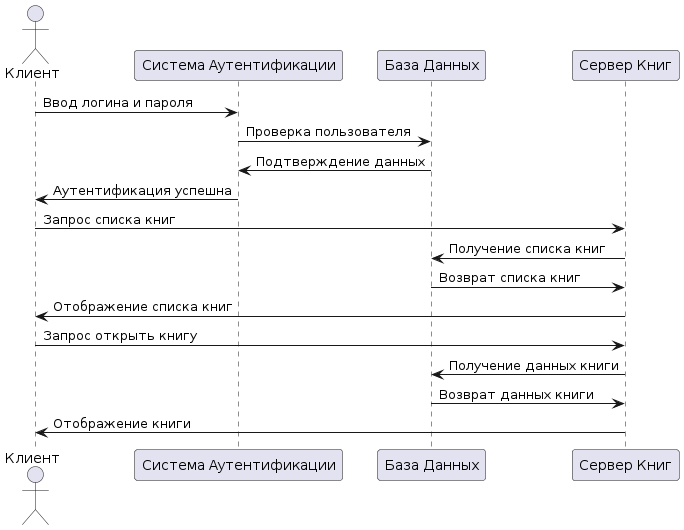 Клиент
Система Аутентификации
База Данных
Сервер Книг
Ввод логина и пароля
Проверка пользователя
Подтверждение данных
Аутентификация успешна
Запрос списка книг
Получение списка книг
Возврат списка книг
Отображение списка книг
Запрос открыть книгу
Получение данных книги
Возврат данных книги
Отображение книги
Клиент
Система Аутентификации
База Данных
Сервер Книг